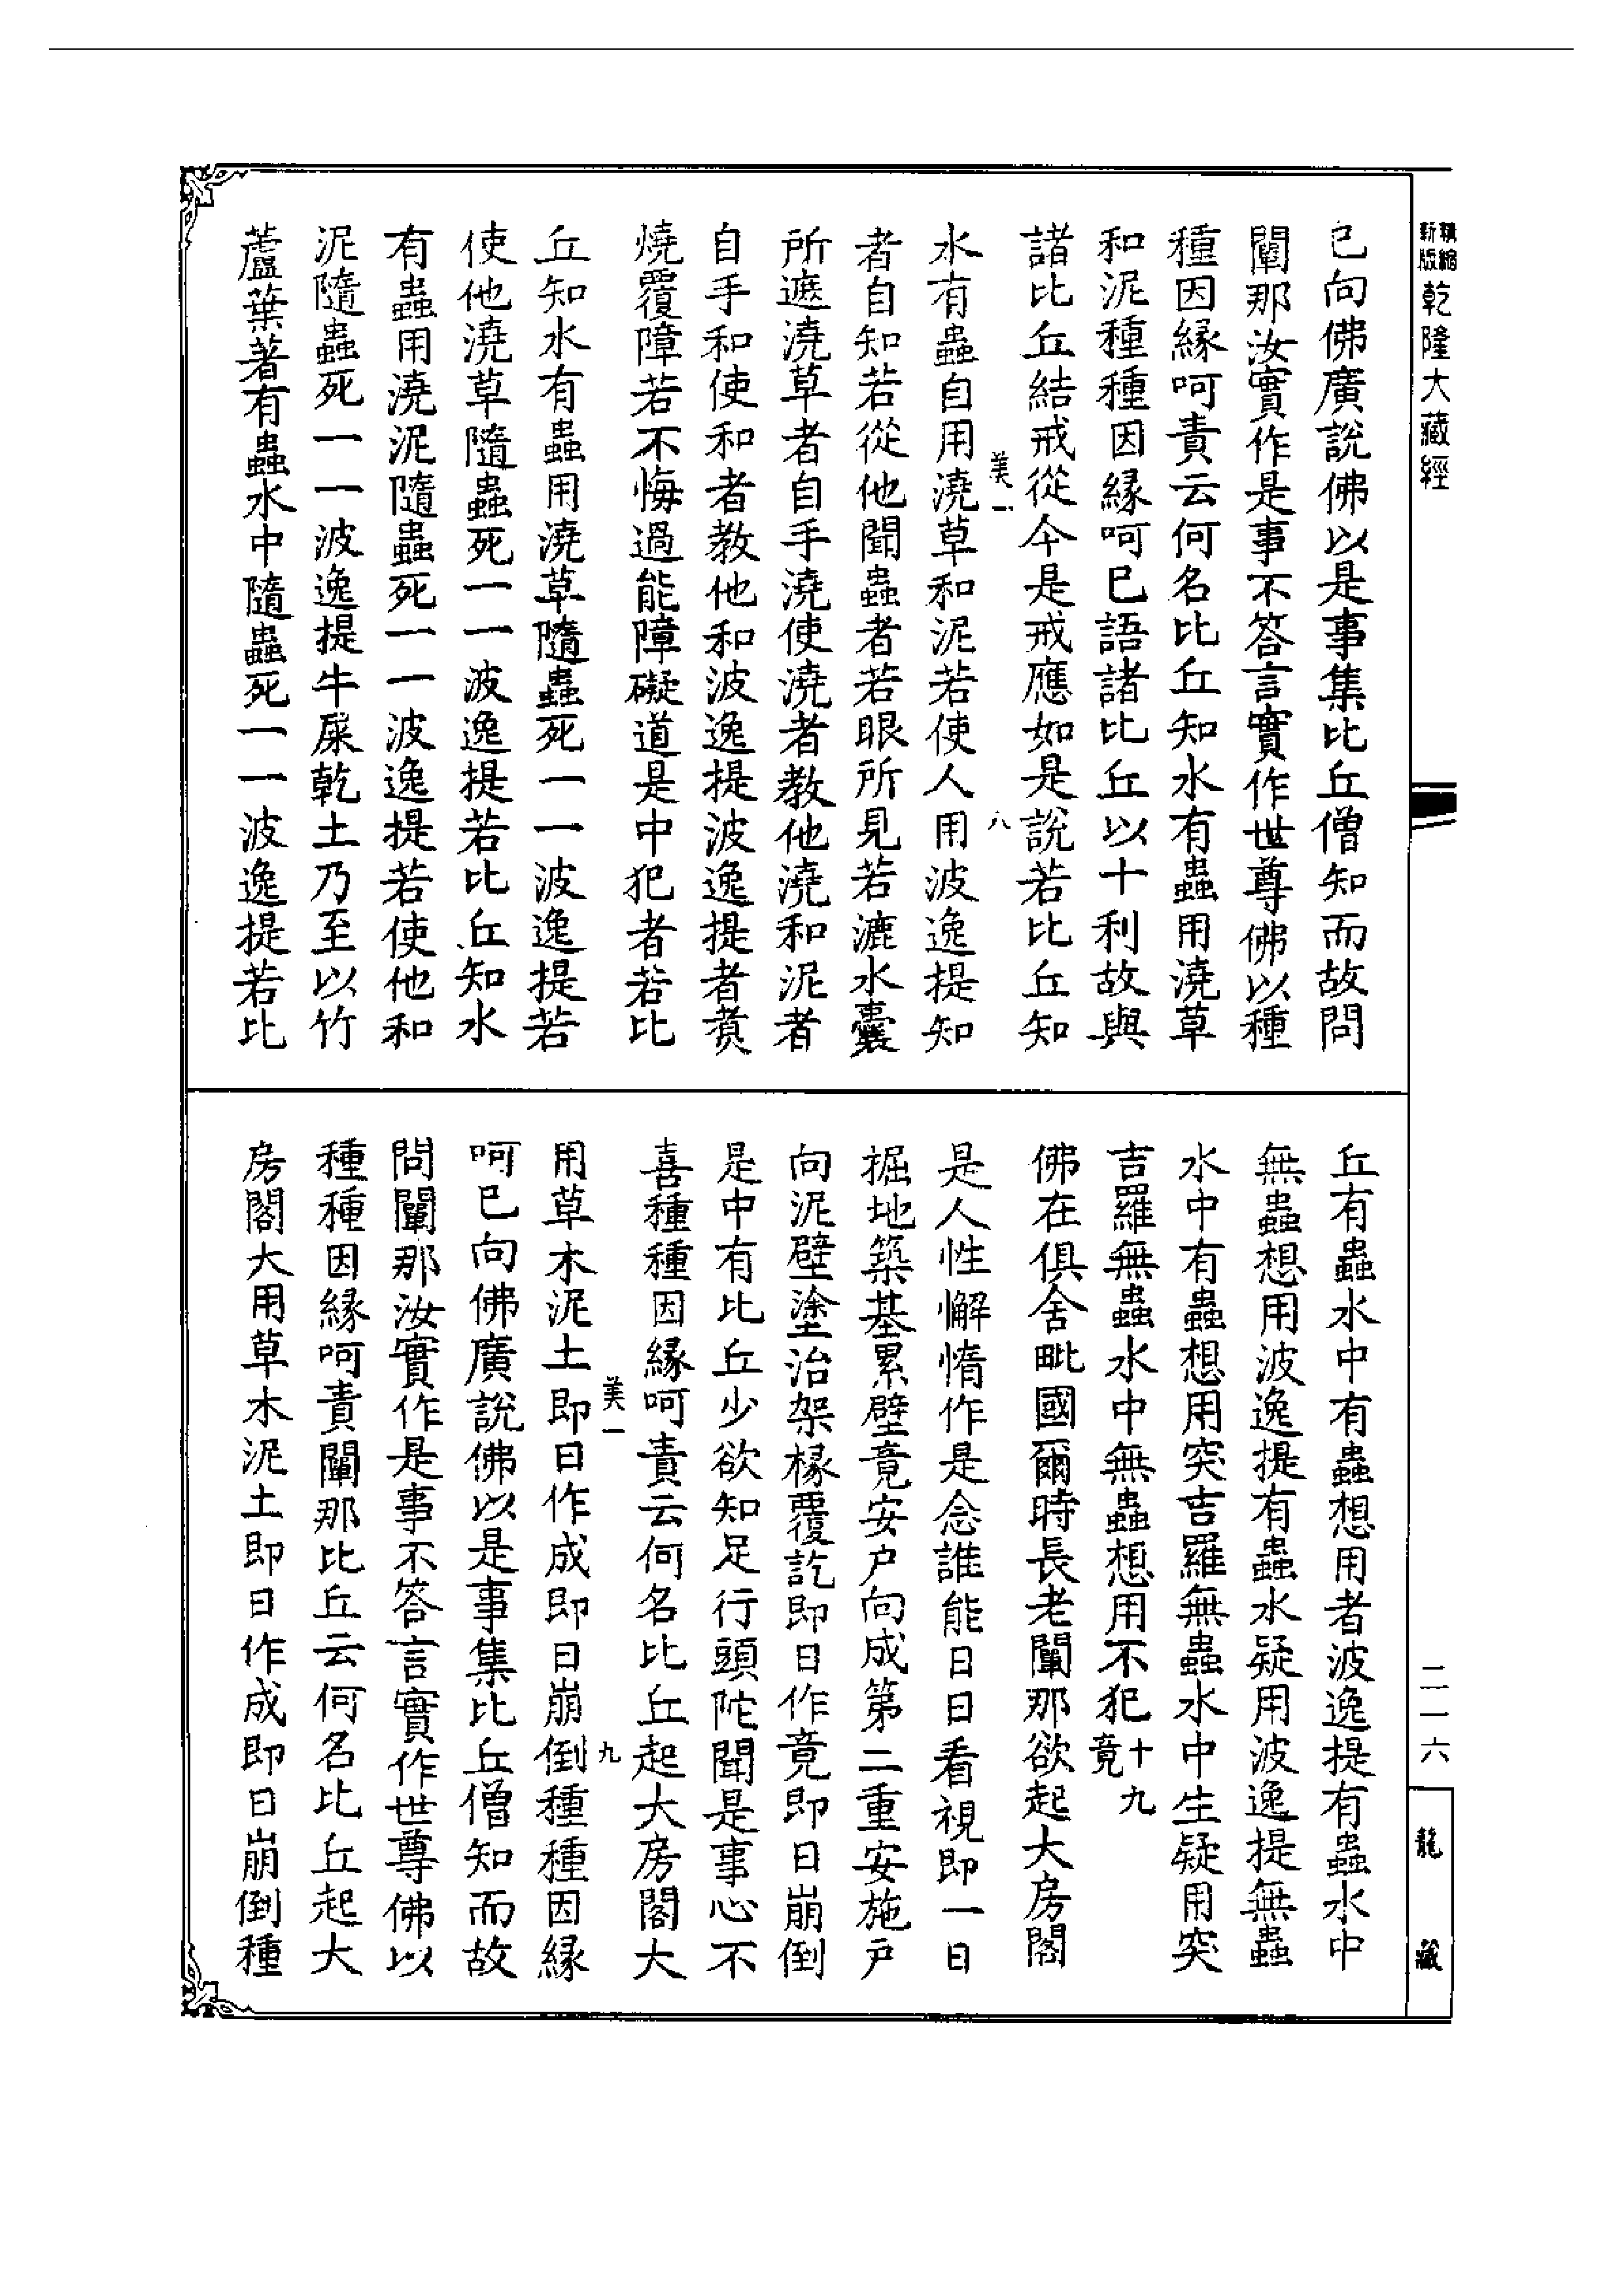 新版
精縮
乾隆大藏經
二一六
龍藏
已向佛廣說佛以是事集比丘僧知而故問
闡那汝實作是事不答言實作世尊佛以種
種因緣呵責云何名比丘知水有蟲用澆草
和泥種種因緣呵已語諸比丘以十利故與
諸比丘結戒從今是戒應如是說若比丘知
美一
八
水有蟲自用澆草和泥若使人用波逸提知
者自知若從他聞蟲者若眼所見若漉水囊
所遮澆草者自手澆使澆者教他澆和泥者
自手和使和者教他和波逸提波逸提者煑
燒覆障若不悔過能障礙道是中犯者若比
丘知水有蟲用澆草隨蟲死一一波逸提若
使他澆草隨蟲死一一波逸提若比丘知水
有蟲用澆泥隨蟲死一一波逸提若使他和
泥隨蟲死一一波逸提牛屎乾土乃至以竹
蘆葉著有蟲水中隨蟲死一一波逸提若比
丘有蟲水中有蟲想用者波逸提有蟲水中
無蟲想用波逸提有蟲水疑用波逸提無蟲
水中有蟲想用突吉羅無蟲水中生疑用突
吉羅無蟲水中無蟲想用不犯十九竟
佛在俱舍毗國爾時長老闡那欲起大房閣
是人性懈惰作是念誰能日日看視即一日
掘地築基累壁竟安戶向成第二重安施戶
向泥壁塗治架椽覆訖即日作竟即日崩倒
是中有比丘少欲知足行頭陀聞是事心不
喜種種因緣呵責云何名比丘起大房閣大
美一
九
用草木泥土即日作成即日崩倒種種因緣
呵已向佛廣說佛以是事集比丘僧知而故
問闡那汝實作是事不答言實作世尊佛以
種種因緣呵責闡那比丘云何名比丘起大
房閣大用草木泥土即日作成即日崩倒種